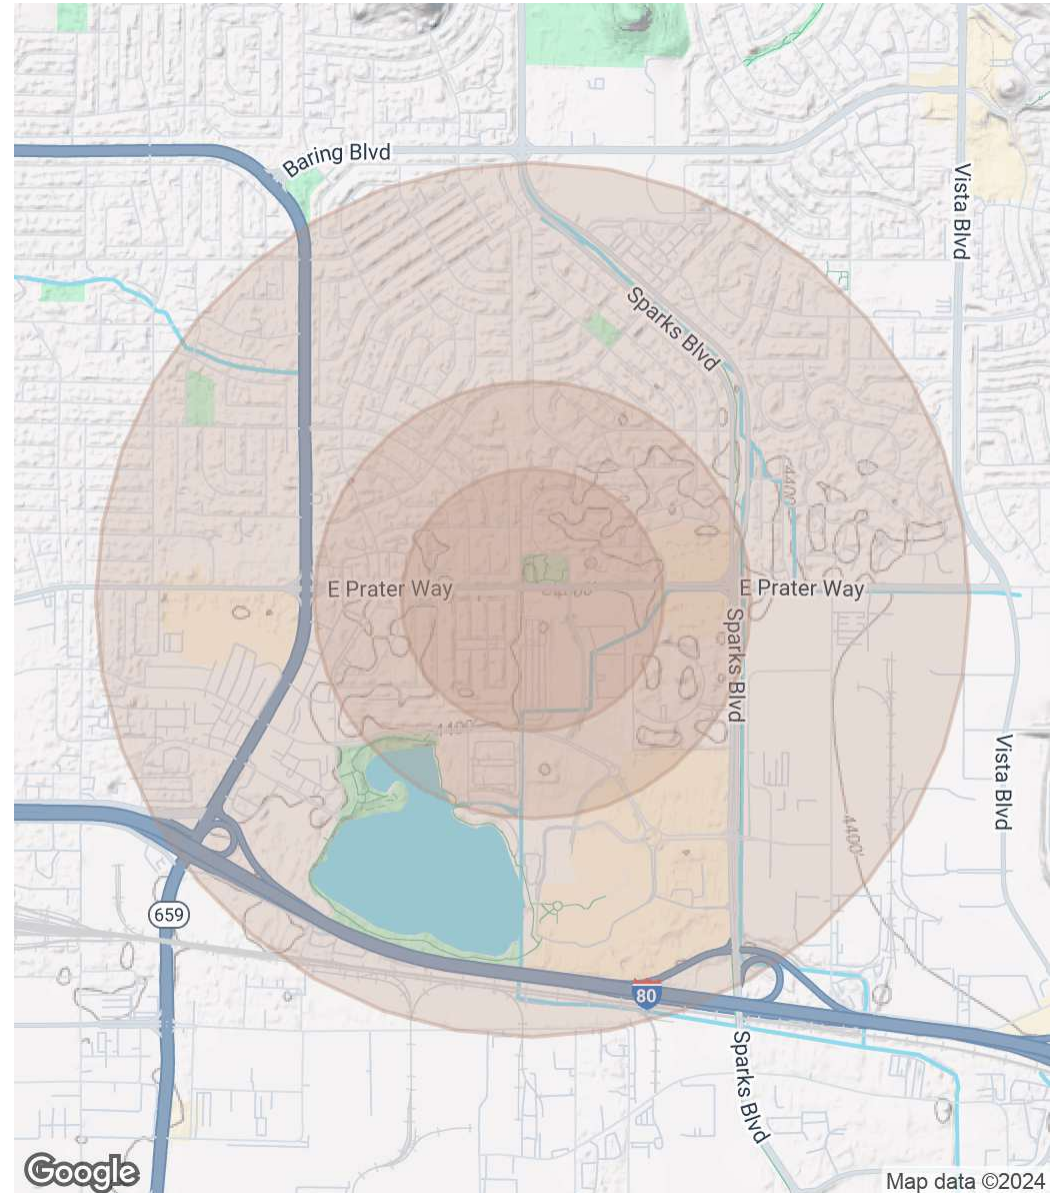 Baring Blvd
Vista Blvd
Sparks Blvd
4400'
E Prater Way
E Prater Way
Sparks Blvd
4400'
Vista Blvd
4400'
659
80
Sparks Blvd
Google
Map data ©2024